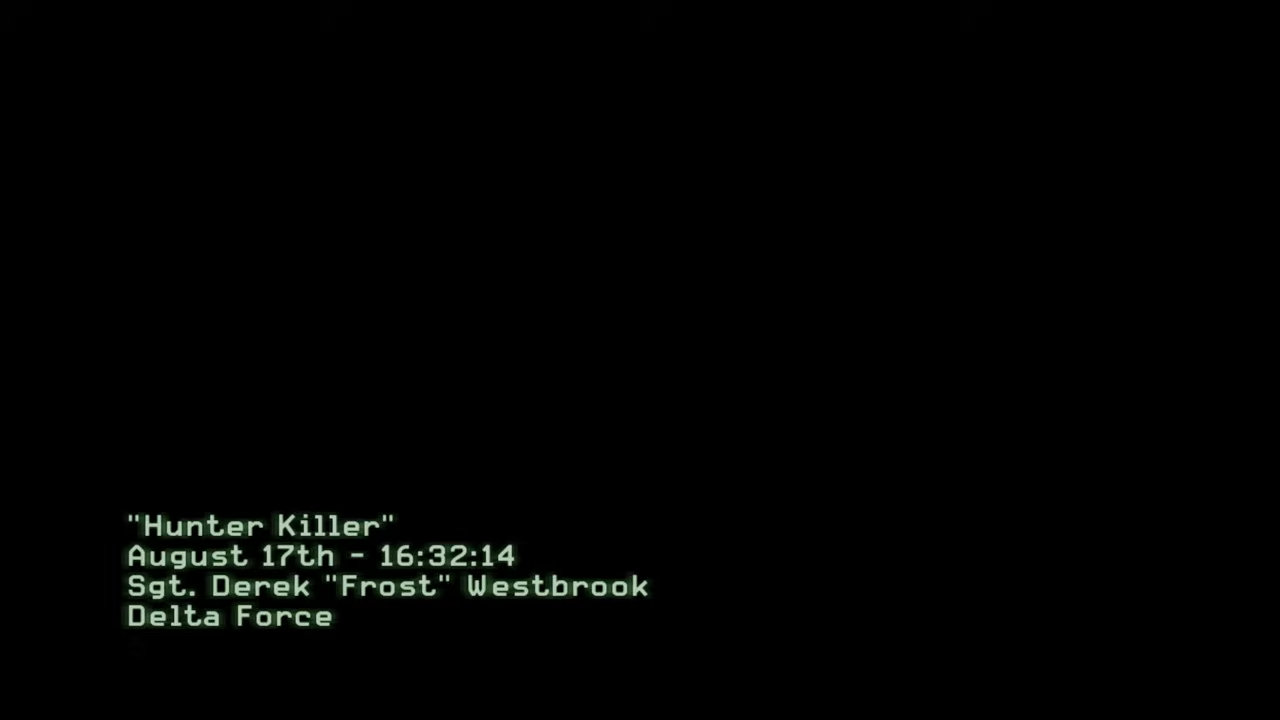 "Hunter Killer"
August 17th - 16:32:14
Sgt. Derek "Frost" Westbrook
Delta Force